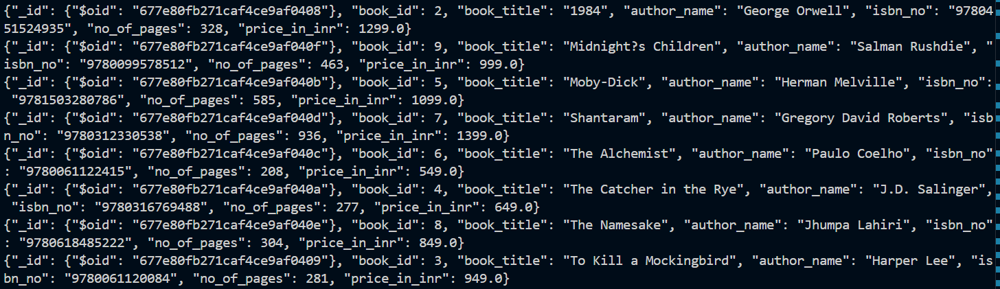 {"_id": {"$oid": "677e80fb271caf4ce9af0408"}, "book_id": 2, "book_title": "1984", "author_name": "George Orwell", "isbn_no": "97804
51524935", "no_of_pages": 328, "price_in_inr": 1299.0}
{"_id": {"$oid": "677e80fb271caf4ce9af040f"}, "book_id": 9, "book_title": "Midnight?s Children", "author_name": "Salman Rushdie", "
isbn_no": "9780099578512", "no_of_pages": 463, "price_in_inr": 999.0}
{"_id": {"$oid": "677e80fb271caf4ce9af040b"}, "book_id": 5, "book_title": "Moby-Dick", "author_name": "Herman Melville", "isbn_no":
 "9781503280786", "no_of_pages": 585, "price_in_inr": 1099.0}
{"_id": {"$oid": "677e80fb271caf4ce9af040d"}, "book_id": 7, "book_title": "Shantaram", "author_name": "Gregory David Roberts", "isb
n_no": "9780312330538", "no_of_pages": 936, "price_in_inr": 1399.0}
{"_id": {"$oid": "677e80fb271caf4ce9af040c"}, "book_id": 6, "book_title": "The Alchemist", "author_name": "Paulo Coelho", "isbn_no"
: "9780061122415", "no_of_pages": 208, "price_in_inr": 549.0}
{"_id": {"$oid": "677e80fb271caf4ce9af040a"}, "book_id": 4, "book_title": "The Catcher in the Rye", "author_name": "J.D. Salinger",
 "isbn_no": "9780316769488", "no_of_pages": 277, "price_in_inr": 649.0}
{"_id": {"$oid": "677e80fb271caf4ce9af040e"}, "book_id": 8, "book_title": "The Namesake", "author_name": "Jhumpa Lahiri", "isbn_no"
: "9780618485222", "no_of_pages": 304, "price_in_inr": 849.0}
{"_id": {"$oid": "677e80fb271caf4ce9af0409"}, "book_id": 3, "book_title": "To Kill a Mockingbird", "author_name": "Harper Lee", "is
bn_no": "9780061120084", "no_of_pages": 281, "price_in_inr": 949.0}